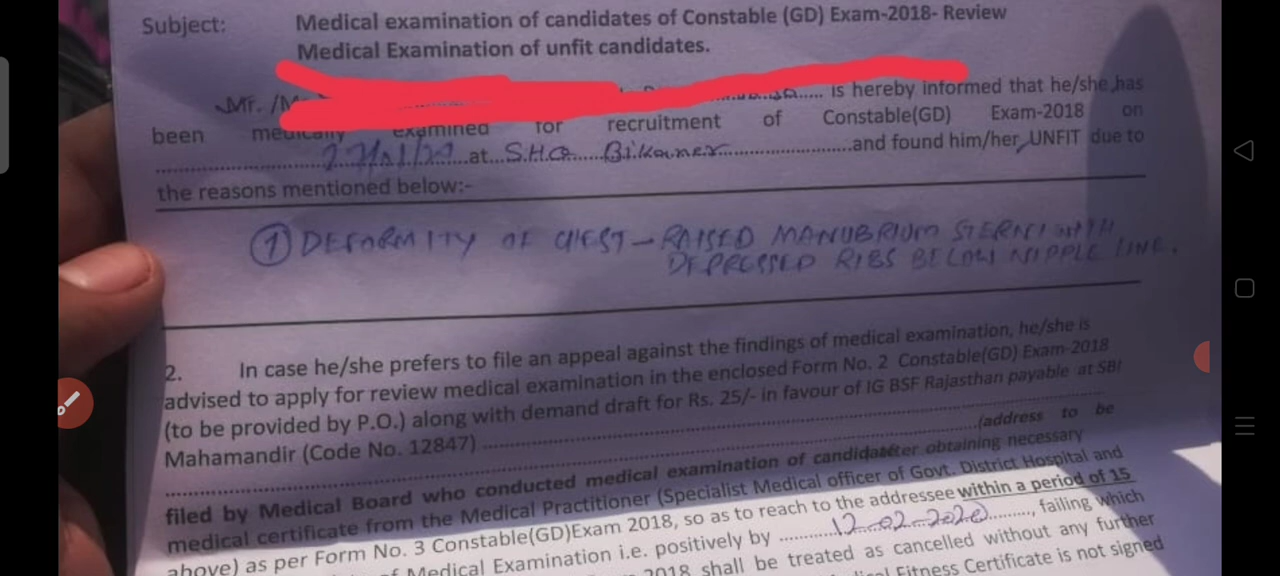 Subject: Medical examination of candidates of Constable (GD) Exam-2018- Review
Medical Examination of unfit candidates.
Mr. /M is hereby informed that he/she has
been medically examined for recruitment of Constable(GD) Exam-2018 on
at S.H.Q Bikaner and found him/her UNFIT due to
the reasons mentioned below:-
① DEFORMITY OF CHEST – RAISED MANUBRIUM STERNI WITH
DEPRESSED RIBS BELOW NIPPLE LINE.
2. In case he/she prefers to file an appeal against the findings of medical examination, he/she is
advised to apply for review medical examination in the enclosed Form No. 2 Constable(GD) Exam-2018
(to be provided by P.O.) along with demand draft for Rs. 25/- in favour of IG BSF Rajasthan payable at SBI
Mahamandir (Code No. 12847)
(address to be
filed by Medical Board who conducted medical examination of candidate after obtaining necessary
medical certificate from the Medical Practitioner (Specialist Medical officer of Govt. District Hospital and
above) as per Form No. 3 Constable(GD)Exam 2018, so as to reach to the addressee within a period of 15
of Medical Examination i.e. positively by 12-02-2020, failing which
2018 shall be treated as cancelled without any further
Fitness Certificate is not signed